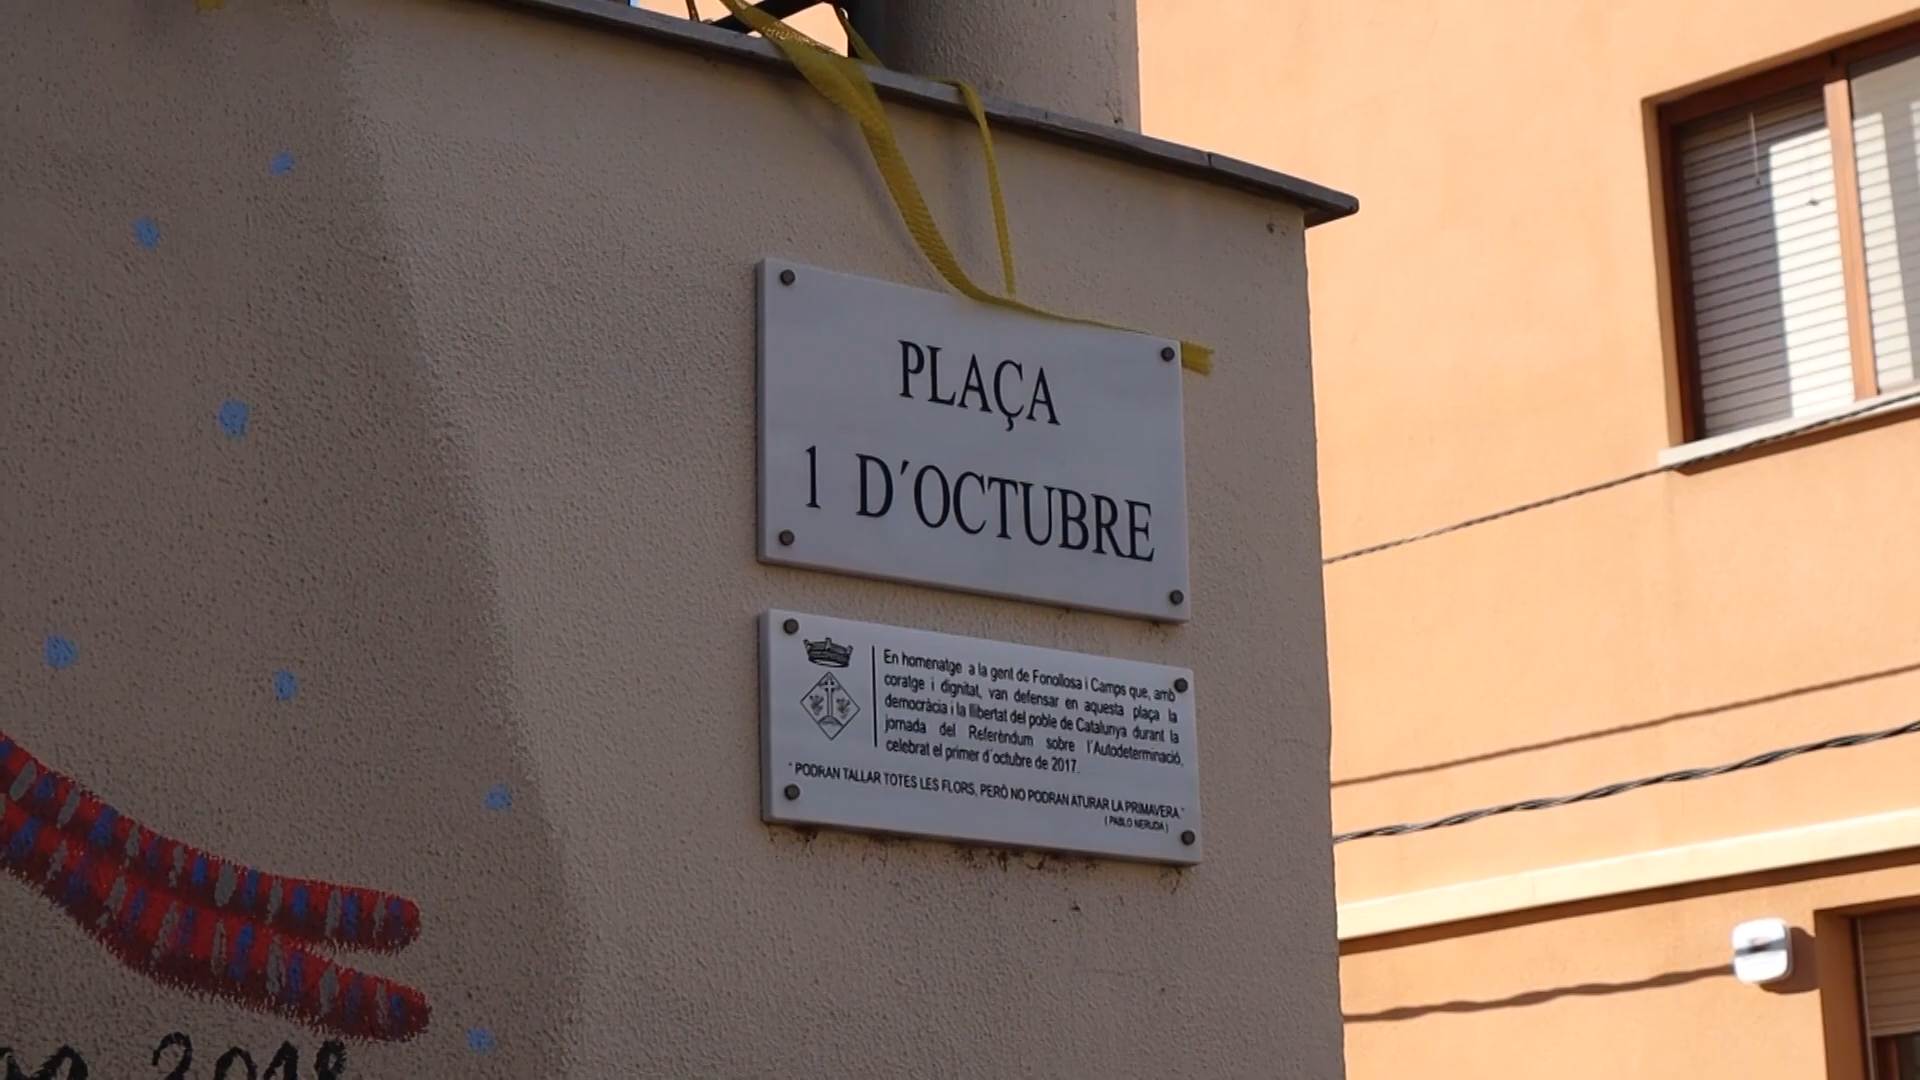 PLAÇA
1 D'OCTUBRE
En homenatge a la gent de Fonollosa i Camps que, amb
coratge i dignitat, van defensar en aquesta plaça la
democràcia i la llibertat del poble de Catalunya durant la
jornada del Referèndum sobre l'Autodeterminació,
celebrat el primer d'octubre de 2017.
"PODRAN TALLAR TOTES LES FLORS, PERÒ NO PODRAN ATURAR LA PRIMAVERA."
(PABLO NERUDA)
2018